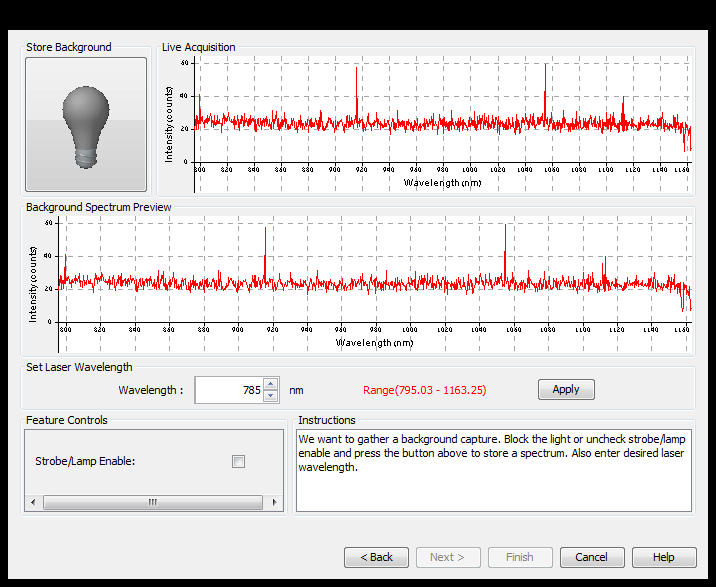 Store Background
Live Acquisition
60
40
20
0
Intensity (counts)
800 820 840 860 880 900 920 940 960 980 1000 1020 1040 1060 1080 1100 1120 1140 1160
Wavelength (nm)
Background Spectrum Preview
60
40
20
0
Intensity (counts)
800 820 840 860 880 900 920 940 960 980 1000 1020 1040 1060 1080 1100 1120 1140 1160
Wavelength (nm)
Set Laser Wavelength
Wavelength : 785 nm Range(795.03 - 1163.25) Apply
Feature Controls
Strobe/Lamp Enable:
Instructions
We want to gather a background capture. Block the light or uncheck strobe/lamp
enable and press the button above to store a spectrum. Also enter desired laser
wavelength.
< Back Next > Finish Cancel Help